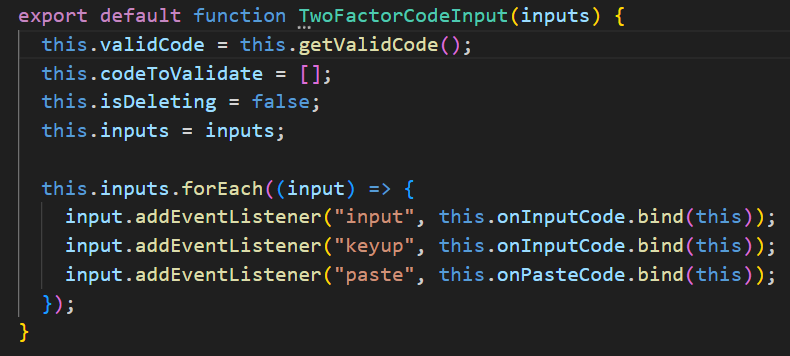 export default function TwoFactorCodeInput(inputs) {
this.validCode = this.getValidCode();
this.codeToValidate = [];
this.isDeleting = false;
this.inputs = inputs;
this.inputs.forEach((input) => {
input.addEventListener("input", this.onInputCode.bind(this));
input.addEventListener("keyup", this.onInputCode.bind(this));
input.addEventListener("paste", this.onPasteCode.bind(this));
});
}